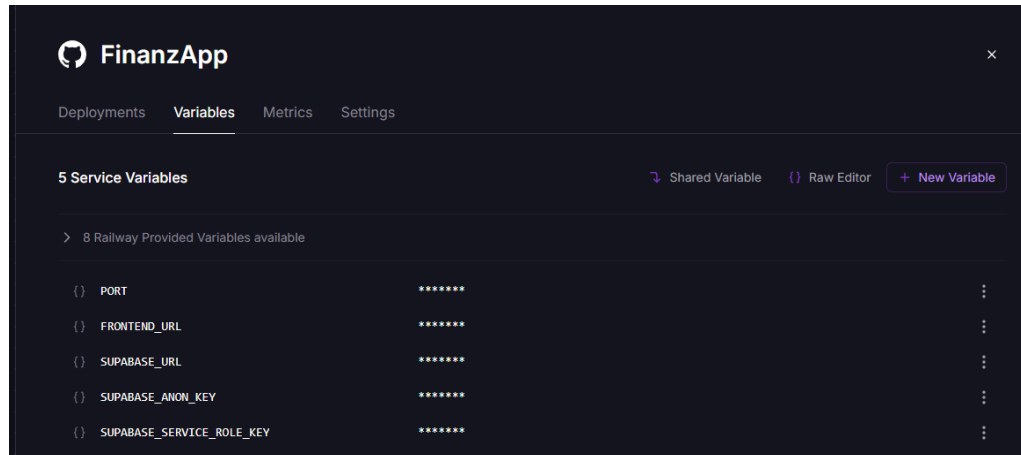 FinanzApp
Deployments Variables Metrics Settings
5 Service Variables Shared Variable {} Raw Editor + New Variable
8 Railway Provided Variables available
{} PORT *******
{} FRONTEND_URL *******
{} SUPABASE_URL *******
{} SUPABASE_ANON_KEY *******
{} SUPABASE_SERVICE_ROLE_KEY *******